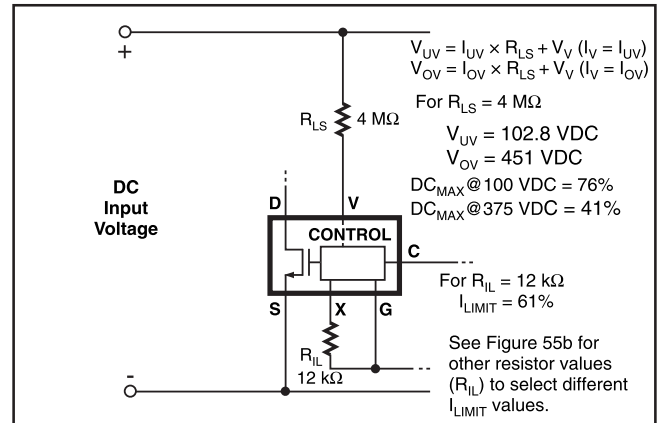 +
V_UV = I_UV × R_LS + V_V (I_V = I_UV)
V_OV = I_OV × R_LS + V_V (I_V = I_OV)
For R_LS = 4 MΩ
R_LS 4 MΩ
V_UV = 102.8 VDC
V_OV = 451 VDC
DC_MAX@100 VDC = 76%
DC_MAX@375 VDC = 41%
DC
Input
Voltage
D V
CONTROL
C
For R_IL = 12 kΩ
I_LIMIT = 61%
S X G
R_IL
12 kΩ
See Figure 55b for
other resistor values
(R_IL) to select different
I_LIMIT values.
-